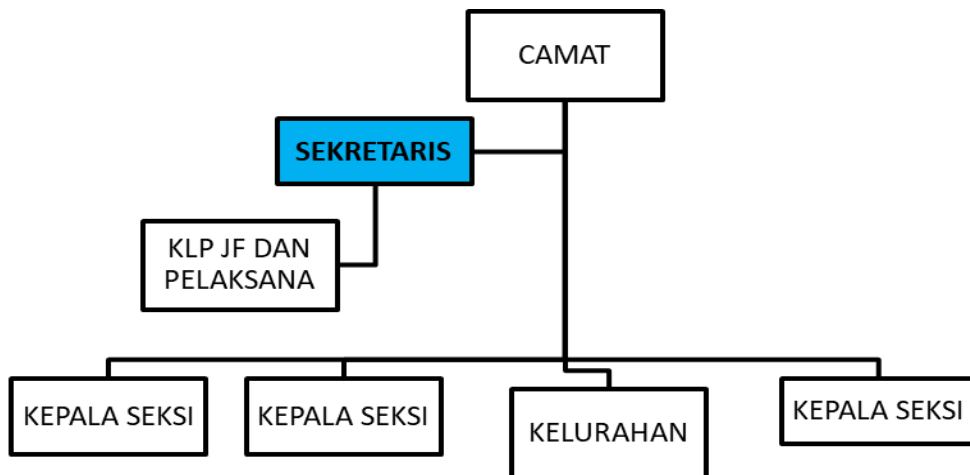 CAMAT
SEKRETARIS
KLP JF DAN
PELAKSANA
KEPALA SEKSI
KEPALA SEKSI
KELURAHAN
KEPALA SEKSI